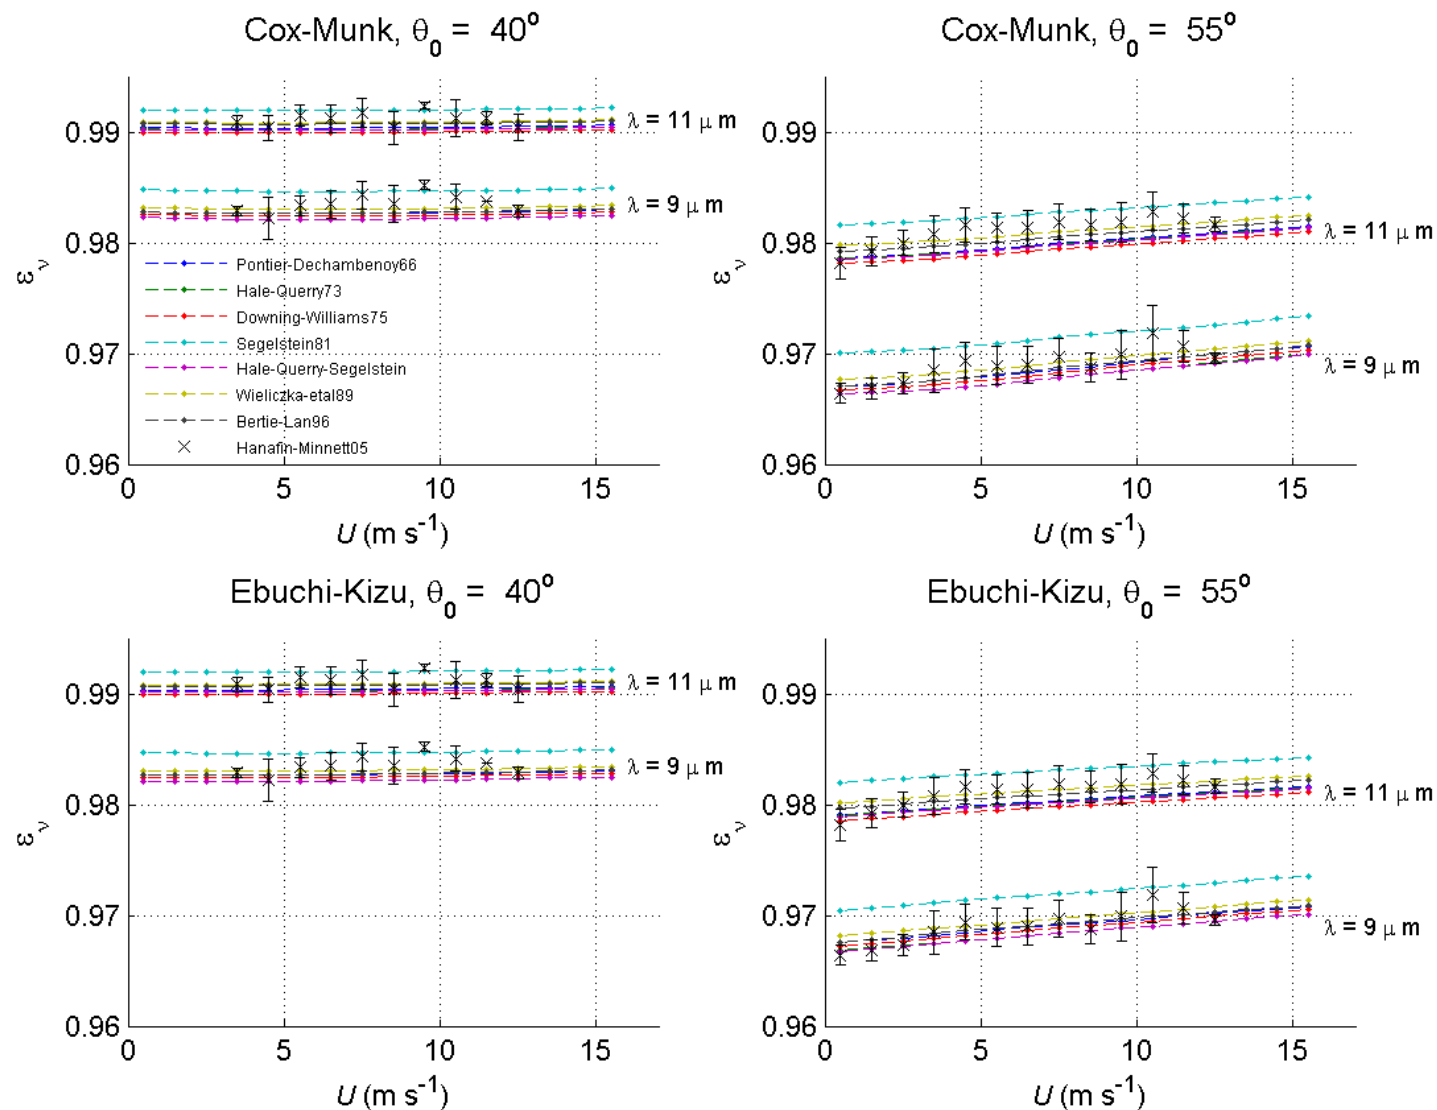 Cox-Munk, θ0 = 40º
0.99
0.98
0.97
0.96
εν
λ = 11 μ m
λ = 9 μ m
Pontier-Dechambenoy66
Hale-Querry73
Downing-Williams75
Segelstein81
Hale-Querry-Segelstein
Wieliczka-etal89
Bertie-Lan96
Hanafin-Minnett05
0 5 10 15
U (m s-1)
Cox-Munk, θ0 = 55º
0.99
0.98
0.97
0.96
εν
λ = 11 μ m
λ = 9 μ m
0 5 10 15
U (m s-1)
Ebuchi-Kizu, θ0 = 40º
0.99
0.98
0.97
0.96
εν
λ = 11 μ m
λ = 9 μ m
0 5 10 15
U (m s-1)
Ebuchi-Kizu, θ0 = 55º
0.99
0.98
0.97
0.96
εν
λ = 11 μ m
λ = 9 μ m
0 5 10 15
U (m s-1)